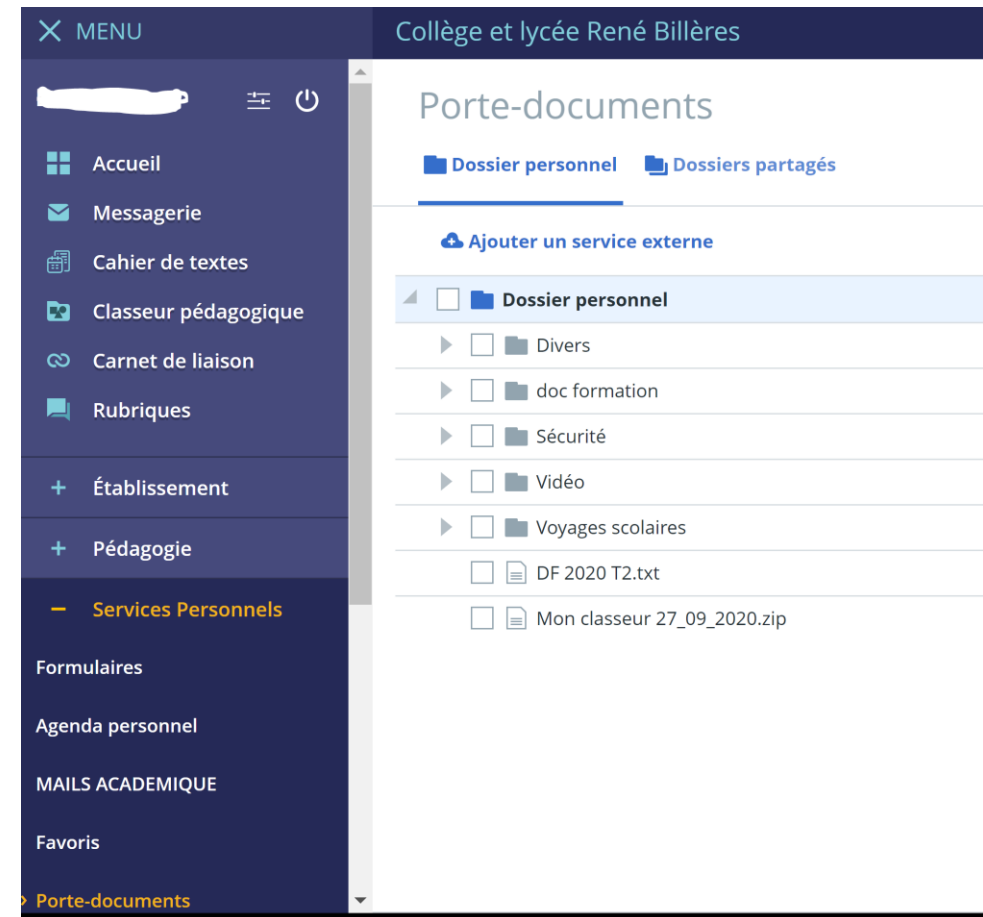 MENU
Collège et lycée René Billères
Accueil
Messagerie
Cahier de textes
Classeur pédagogique
Carnet de liaison
Rubriques
Établissement
Pédagogie
Services Personnels
Formulaires
Agenda personnel
MAILS ACADEMIQUE
Favoris
Porte-documents
Porte-documents
Dossier personnel
Dossiers partagés
Ajouter un service externe
Dossier personnel
Divers
doc formation
Sécurité
Vidéo
Voyages scolaires
DF 2020 T2.txt
Mon classeur 27_09_2020.zip